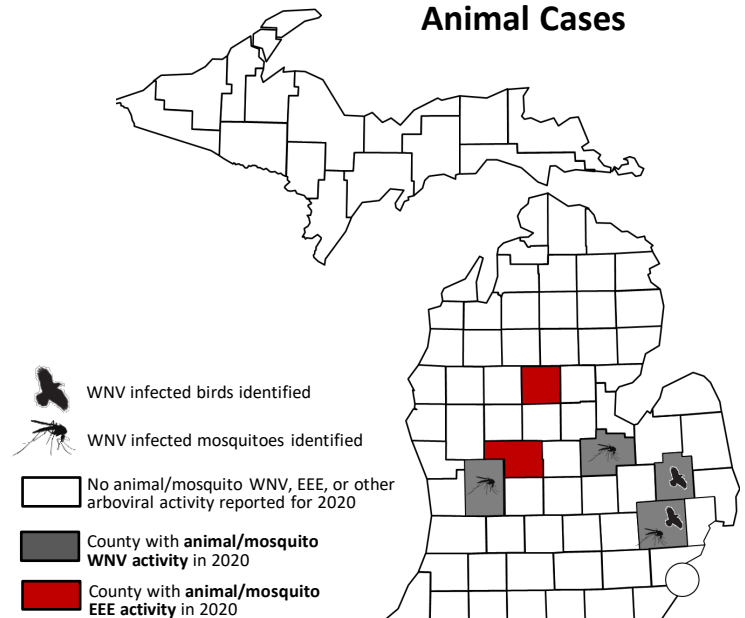 Animal Cases
WNV infected birds identified
WNV infected mosquitoes identified
No animal/mosquito WNV, EEE, or other
arboviral activity reported for 2020
County with animal/mosquito
WNV activity in 2020
County with animal/mosquito
EEE activity in 2020